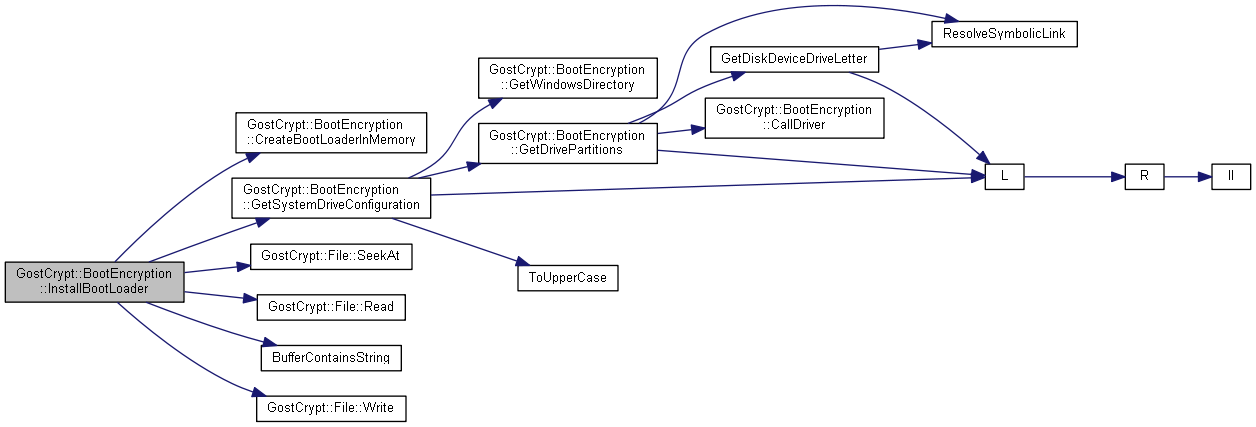 ResolveSymbolicLink
GetDiskDeviceDriveLetter
GostCrypt::BootEncryption
::GetWindowsDirectory
GostCrypt::BootEncryption
::CallDriver
GostCrypt::BootEncryption
::CreateBootLoaderInMemory
GostCrypt::BootEncryption
::GetDrivePartitions
L
R
II
GostCrypt::BootEncryption
::GetSystemDriveConfiguration
GostCrypt::File::SeekAt
ToUpperCase
GostCrypt::BootEncryption
::InstallBootLoader
GostCrypt::File::Read
BufferContainsString
GostCrypt::File::Write